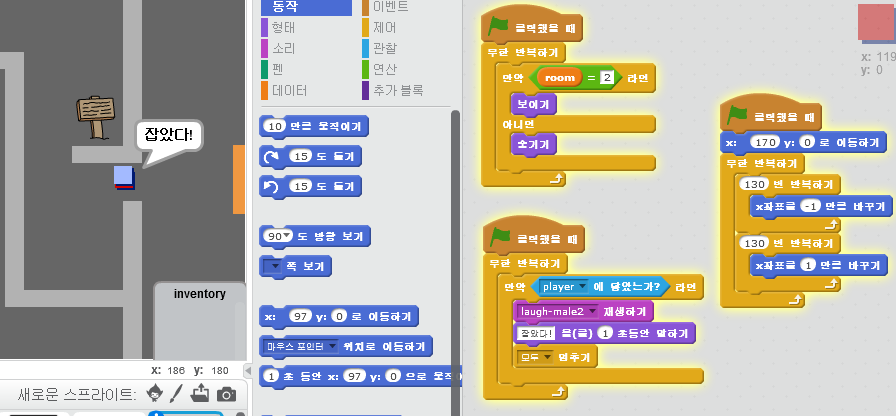 잡았다!
inventory
x: 186 y: 180
새로운 스프라이트:
동작
이벤트
형태
제어
소리
관찰
펜
연산
데이터
추가 블록
10 만큼 움직이기
15 도 돌기
15 도 돌기
90 도 방향 보기
쪽 보기
x: 97 y: 0 로 이동하기
마우스 포인터 위치로 이동하기
1 초 동안 x: 97 y: 0 으로 움직
클릭했을 때
무한 반복하기
만약 room = 2 라면
보이기
아니면
숨기기
클릭했을 때
무한 반복하기
만약 player 에 닿았는가? 라면
laugh-male2 재생하기
잡았다! 을(를) 1 초동안 말하기
모두 멈추기
x: 119
y: 0
클릭했을 때
x: 170 y: 0 로 이동하기
무한 반복하기
130 번 반복하기
x좌표를 -1 만큼 바꾸기
130 번 반복하기
x좌표를 1 만큼 바꾸기